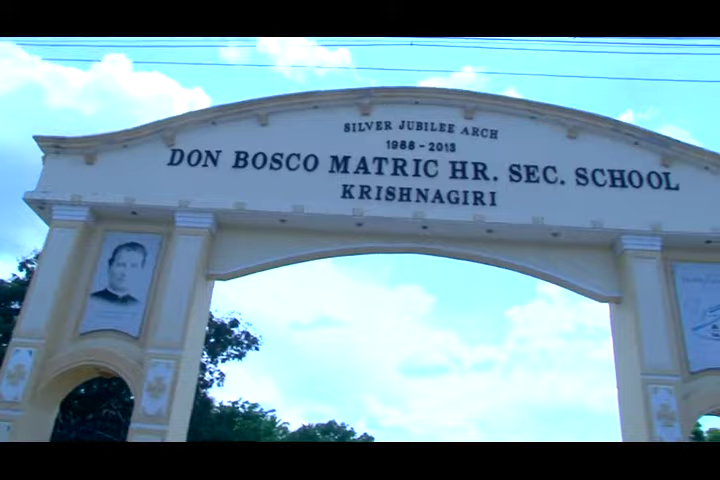 SILVER JUBILEE ARCH
1988 - 2013
DON BOSCO MATRIC HR. SEC. SCHOOL,
KRISHNAGIRI